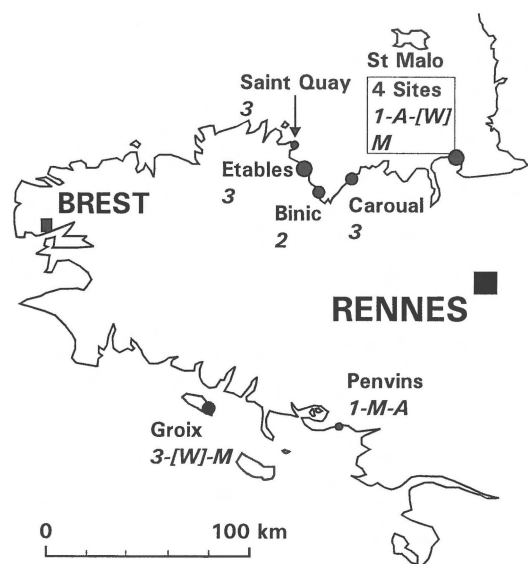 St Malo
4 Sites
1-A-[W]
M
Saint Quay
3
Etables
3
Binic
2
Caroual
3
BREST
RENNES
Penvins
1-M-A
Groix
3-[W]-M
0 100 km